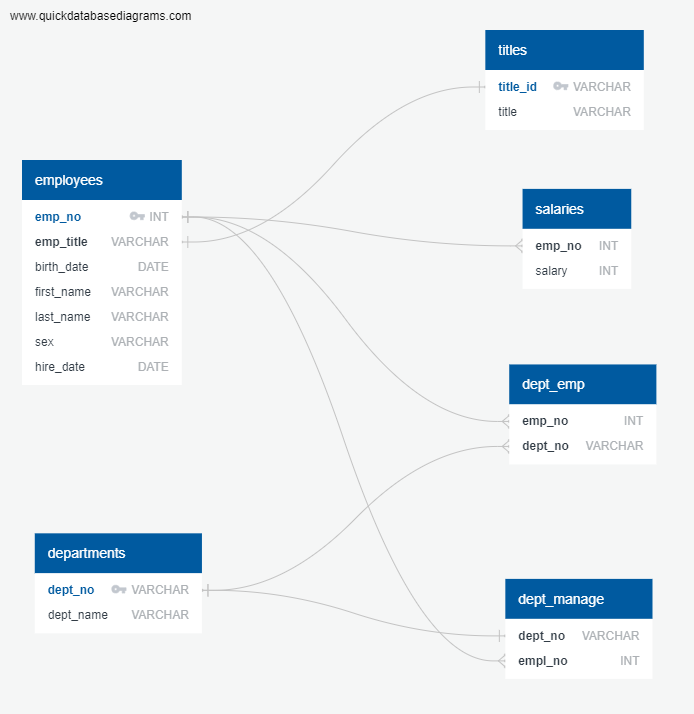 www.quickdatabasediagrams.com
titles
title_id VARCHAR
title VARCHAR
employees
emp_no INT
emp_title VARCHAR
birth_date DATE
first_name VARCHAR
last_name VARCHAR
sex VARCHAR
hire_date DATE
salaries
emp_no INT
salary INT
dept_emp
emp_no INT
dept_no VARCHAR
departments
dept_no VARCHAR
dept_name VARCHAR
dept_manage
dept_no VARCHAR
empl_no INT